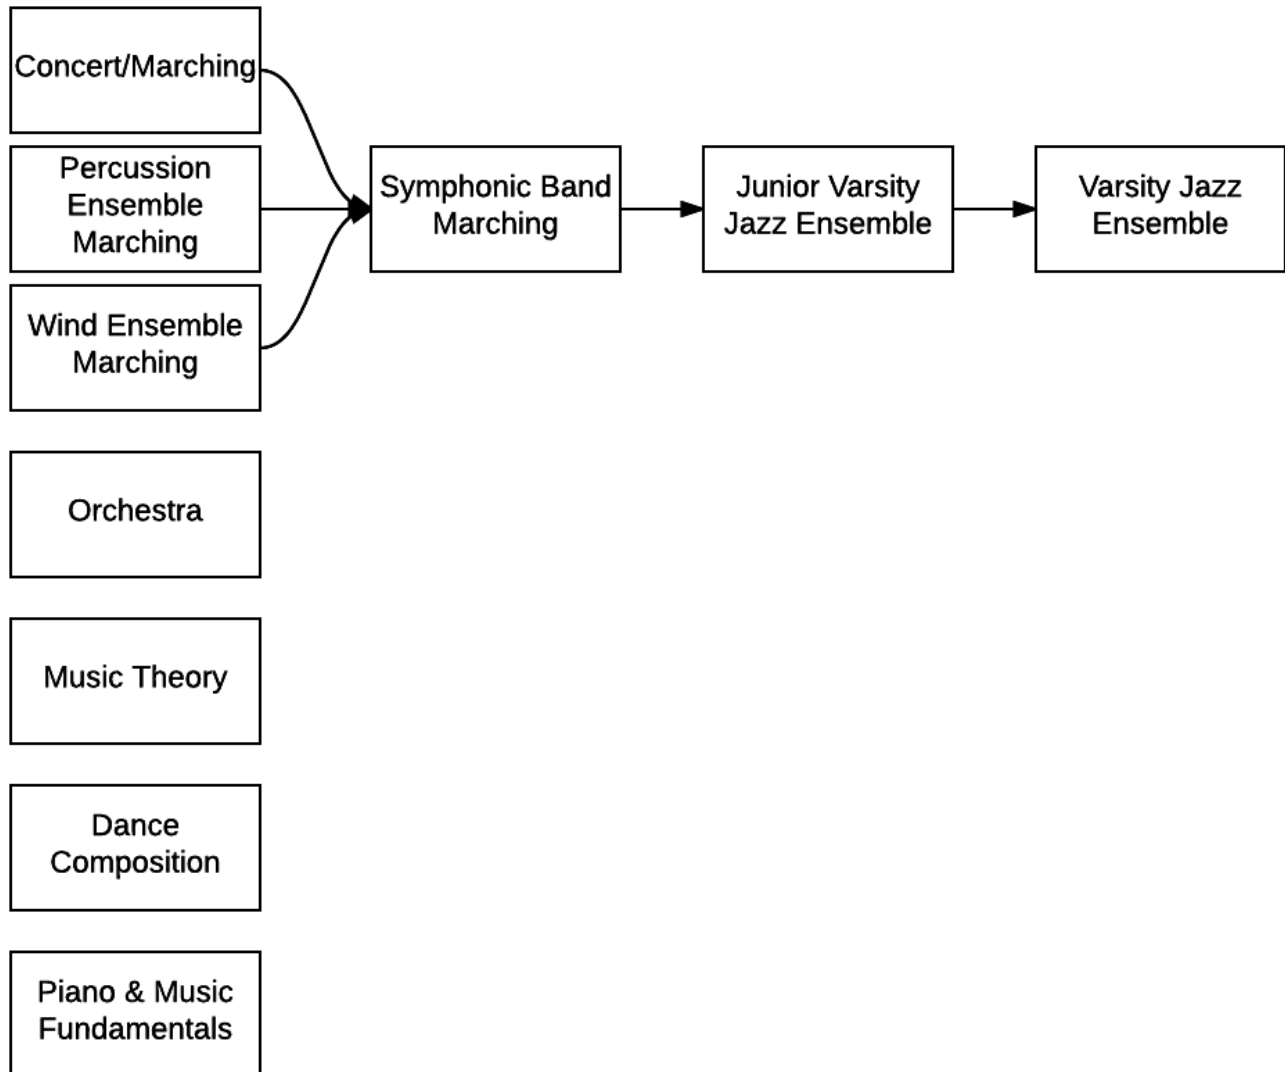 Concert/Marching
Percussion
Ensemble
Marching
Wind Ensemble
Marching
Symphonic Band
Marching
Junior Varsity
Jazz Ensemble
Varsity Jazz
Ensemble
Orchestra
Music Theory
Dance
Composition
Piano & Music
Fundamentals